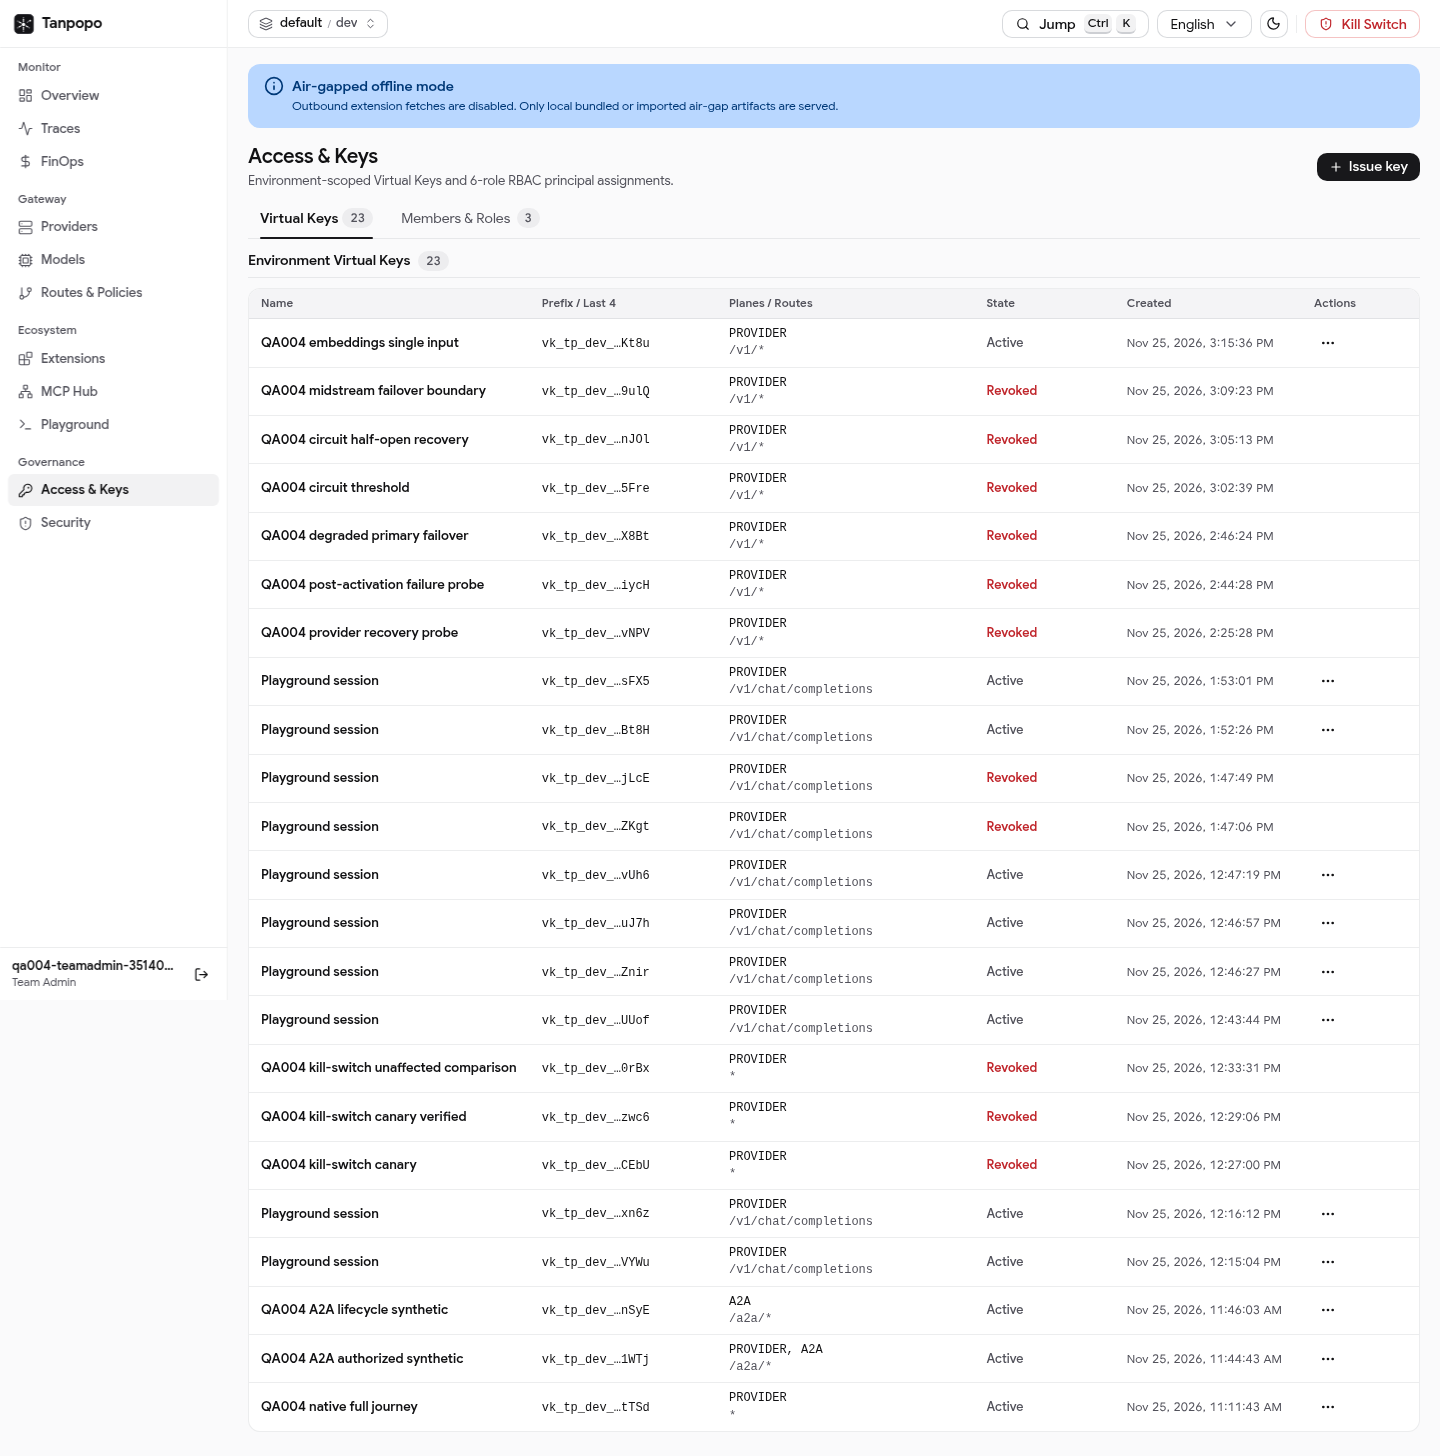 Tanpopo
default / dev
Jump Ctrl K
English
Kill Switch
Monitor
Overview
Traces
FinOps
Gateway
Providers
Models
Routes & Policies
Ecosystem
Extensions
MCP Hub
Playground
Governance
Access & Keys
Security
qa004-teamadmin-35140...
Team Admin
Air-gapped offline mode
Outbound extension fetches are disabled. Only local bundled or imported air-gap artifacts are served.
Access & Keys
Environment-scoped Virtual Keys and 6-role RBAC principal assignments.
+ Issue key
Virtual Keys 23 Members & Roles 3
Environment Virtual Keys 23
Name Prefix / Last 4 Planes / Routes State Created Actions
QA004 embeddings single input vk_tp_dev_…Kt8u PROVIDER Active Nov 25, 2026, 3:15:36 PM
/v1/*
QA004 midstream failover boundary vk_tp_dev_…9ulQ PROVIDER Revoked Nov 25, 2026, 3:09:23 PM
/v1/*
QA004 circuit half-open recovery vk_tp_dev_…nJOl PROVIDER Revoked Nov 25, 2026, 3:05:13 PM
/v1/*
QA004 circuit threshold vk_tp_dev_…5Fre PROVIDER Revoked Nov 25, 2026, 3:02:39 PM
/v1/*
QA004 degraded primary failover vk_tp_dev_…X8Bt PROVIDER Revoked Nov 25, 2026, 2:46:24 PM
/v1/*
QA004 post-activation failure probe vk_tp_dev_…iycH PROVIDER Revoked Nov 25, 2026, 2:44:28 PM
/v1/*
QA004 provider recovery probe vk_tp_dev_…vNPV PROVIDER Revoked Nov 25, 2026, 2:25:28 PM
/v1/*
Playground session vk_tp_dev_…sFX5 PROVIDER Active Nov 25, 2026, 1:53:01 PM
/v1/chat/completions
Playground session vk_tp_dev_…Bt8H PROVIDER Active Nov 25, 2026, 1:52:26 PM
/v1/chat/completions
Playground session vk_tp_dev_…jLcE PROVIDER Revoked Nov 25, 2026, 1:47:49 PM
/v1/chat/completions
Playground session vk_tp_dev_…ZKgt PROVIDER Revoked Nov 25, 2026, 1:47:06 PM
/v1/chat/completions
Playground session vk_tp_dev_…vUh6 PROVIDER Active Nov 25, 2026, 12:47:19 PM
/v1/chat/completions
Playground session vk_tp_dev_…uJ7h PROVIDER Active Nov 25, 2026, 12:46:57 PM
/v1/chat/completions
Playground session vk_tp_dev_…Znir PROVIDER Active Nov 25, 2026, 12:46:27 PM
/v1/chat/completions
Playground session vk_tp_dev_…UUof PROVIDER Active Nov 25, 2026, 12:43:44 PM
/v1/chat/completions
QA004 kill-switch unaffected comparison vk_tp_dev_…0rBx PROVIDER Revoked Nov 25, 2026, 12:33:31 PM
*
QA004 kill-switch canary verified vk_tp_dev_…zwc6 PROVIDER Revoked Nov 25, 2026, 12:29:06 PM
*
QA004 kill-switch canary vk_tp_dev_…CEbU PROVIDER Revoked Nov 25, 2026, 12:27:00 PM
*
Playground session vk_tp_dev_…xn6z PROVIDER Active Nov 25, 2026, 12:16:12 PM
/v1/chat/completions
Playground session vk_tp_dev_…VYWu PROVIDER Active Nov 25, 2026, 12:15:04 PM
/v1/chat/completions
QA004 A2A lifecycle synthetic vk_tp_dev_…nSyE A2A Active Nov 25, 2026, 11:46:03 AM
/a2a/*
QA004 A2A authorized synthetic vk_tp_dev_…1WTj PROVIDER, A2A Active Nov 25, 2026, 11:44:43 AM
/a2a/*
QA004 native full journey vk_tp_dev_…tTSd PROVIDER Active Nov 25, 2026, 11:11:43 AM
*